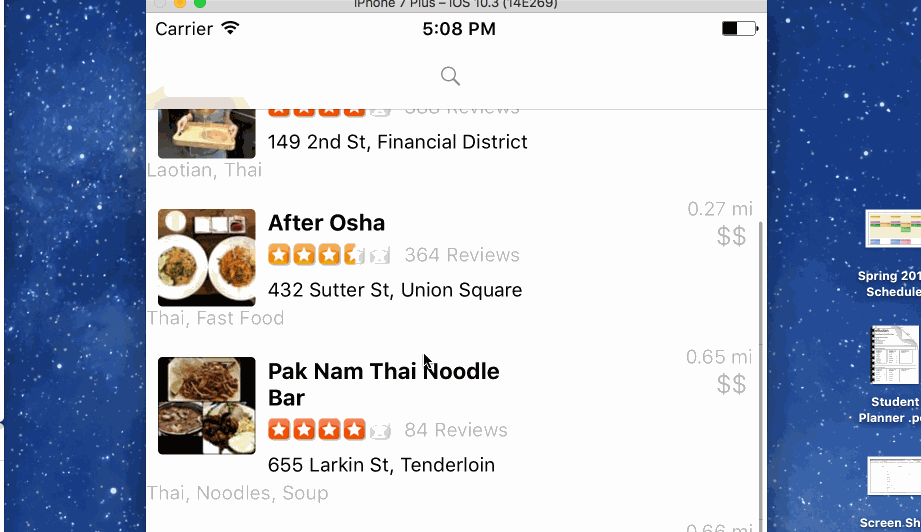 iPhone 7 Plus – iOS 10.3 (14E269)
Carrier
5:08 PM
Reviews
149 2nd St, Financial District
Laotian, Thai
After Osha
0.27 mi
$$
364 Reviews
432 Sutter St, Union Square
Thai, Fast Food
Pak Nam Thai Noodle
Bar
0.65 mi
$$
84 Reviews
655 Larkin St, Tenderloin
Thai, Noodles, Soup
0.66 mi
Spring 201
Schedule
Student
Planner .p
Screen Sh